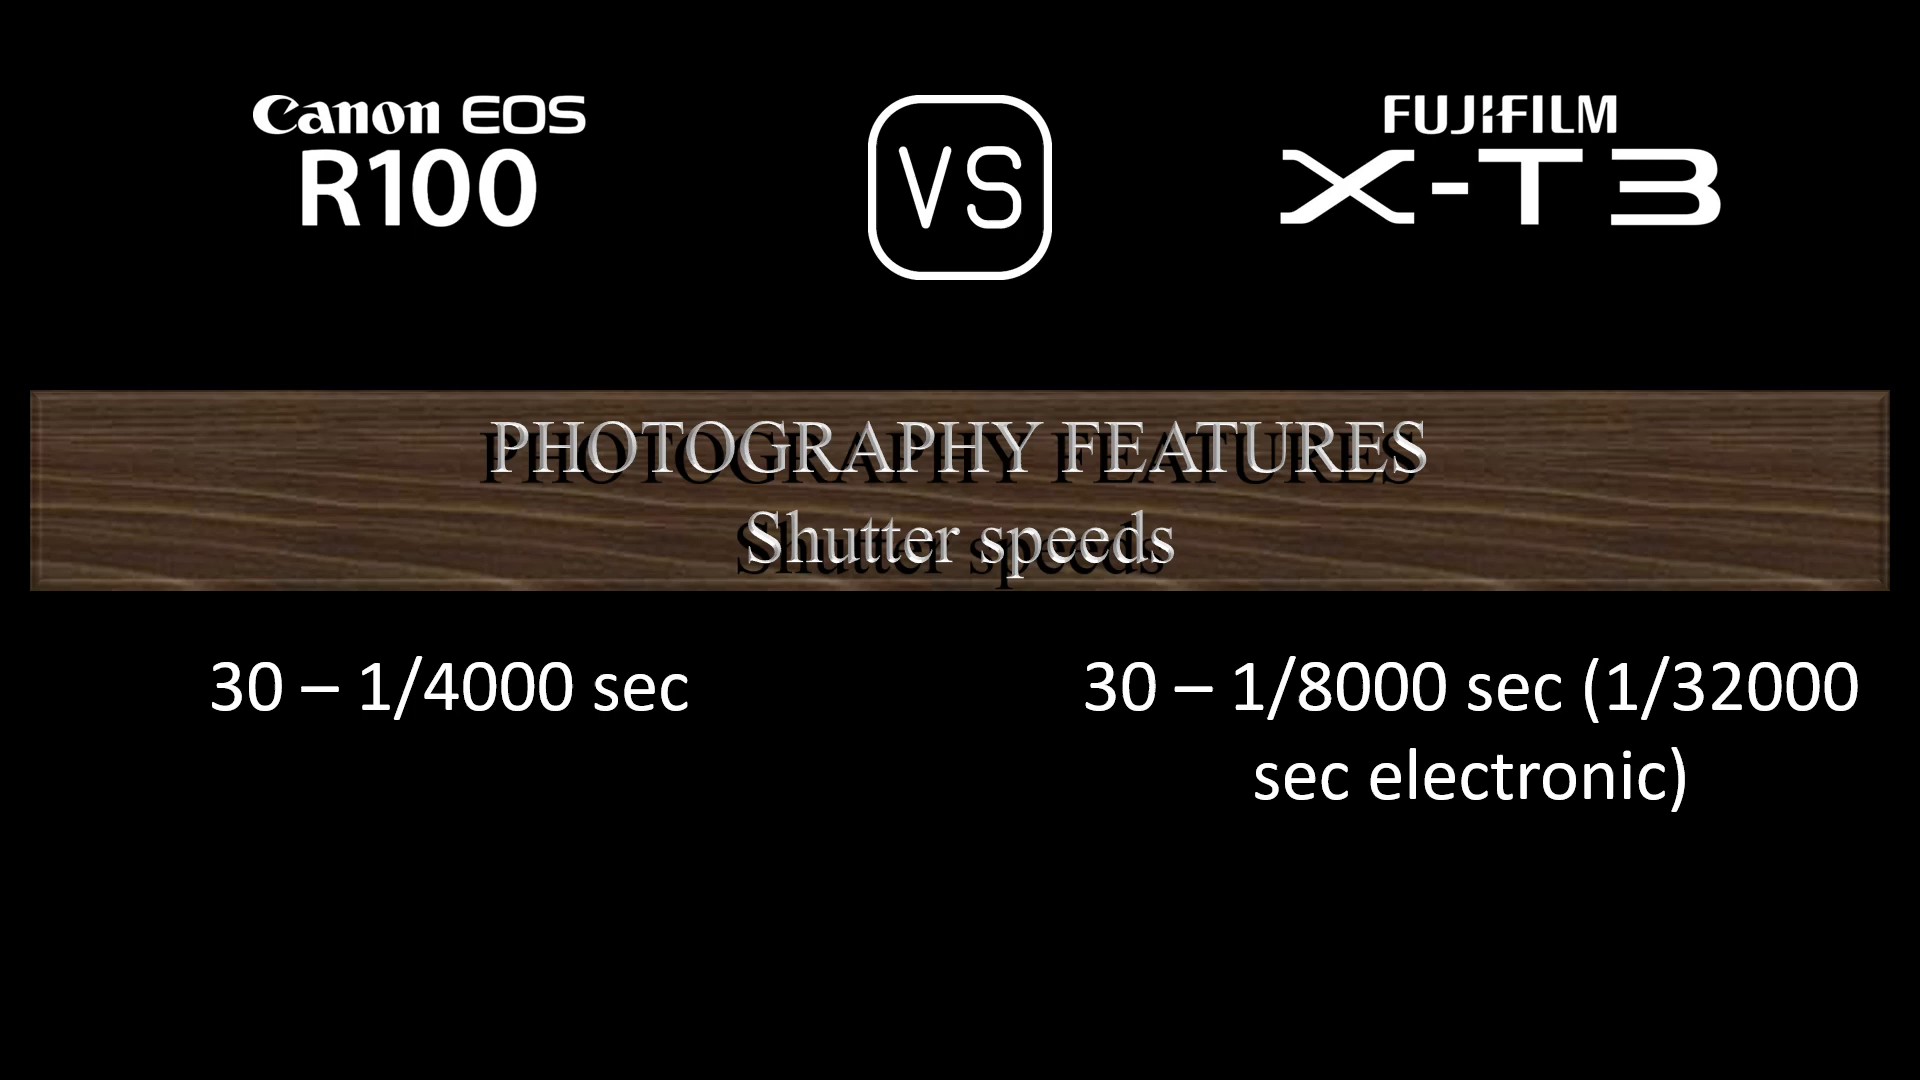 Canon EOS
R100
VS
FUJIFILM
X-T3
PHOTOGRAPHY FEATURES
Shutter speeds
30 – 1/4000 sec
30 – 1/8000 sec (1/32000
sec electronic)